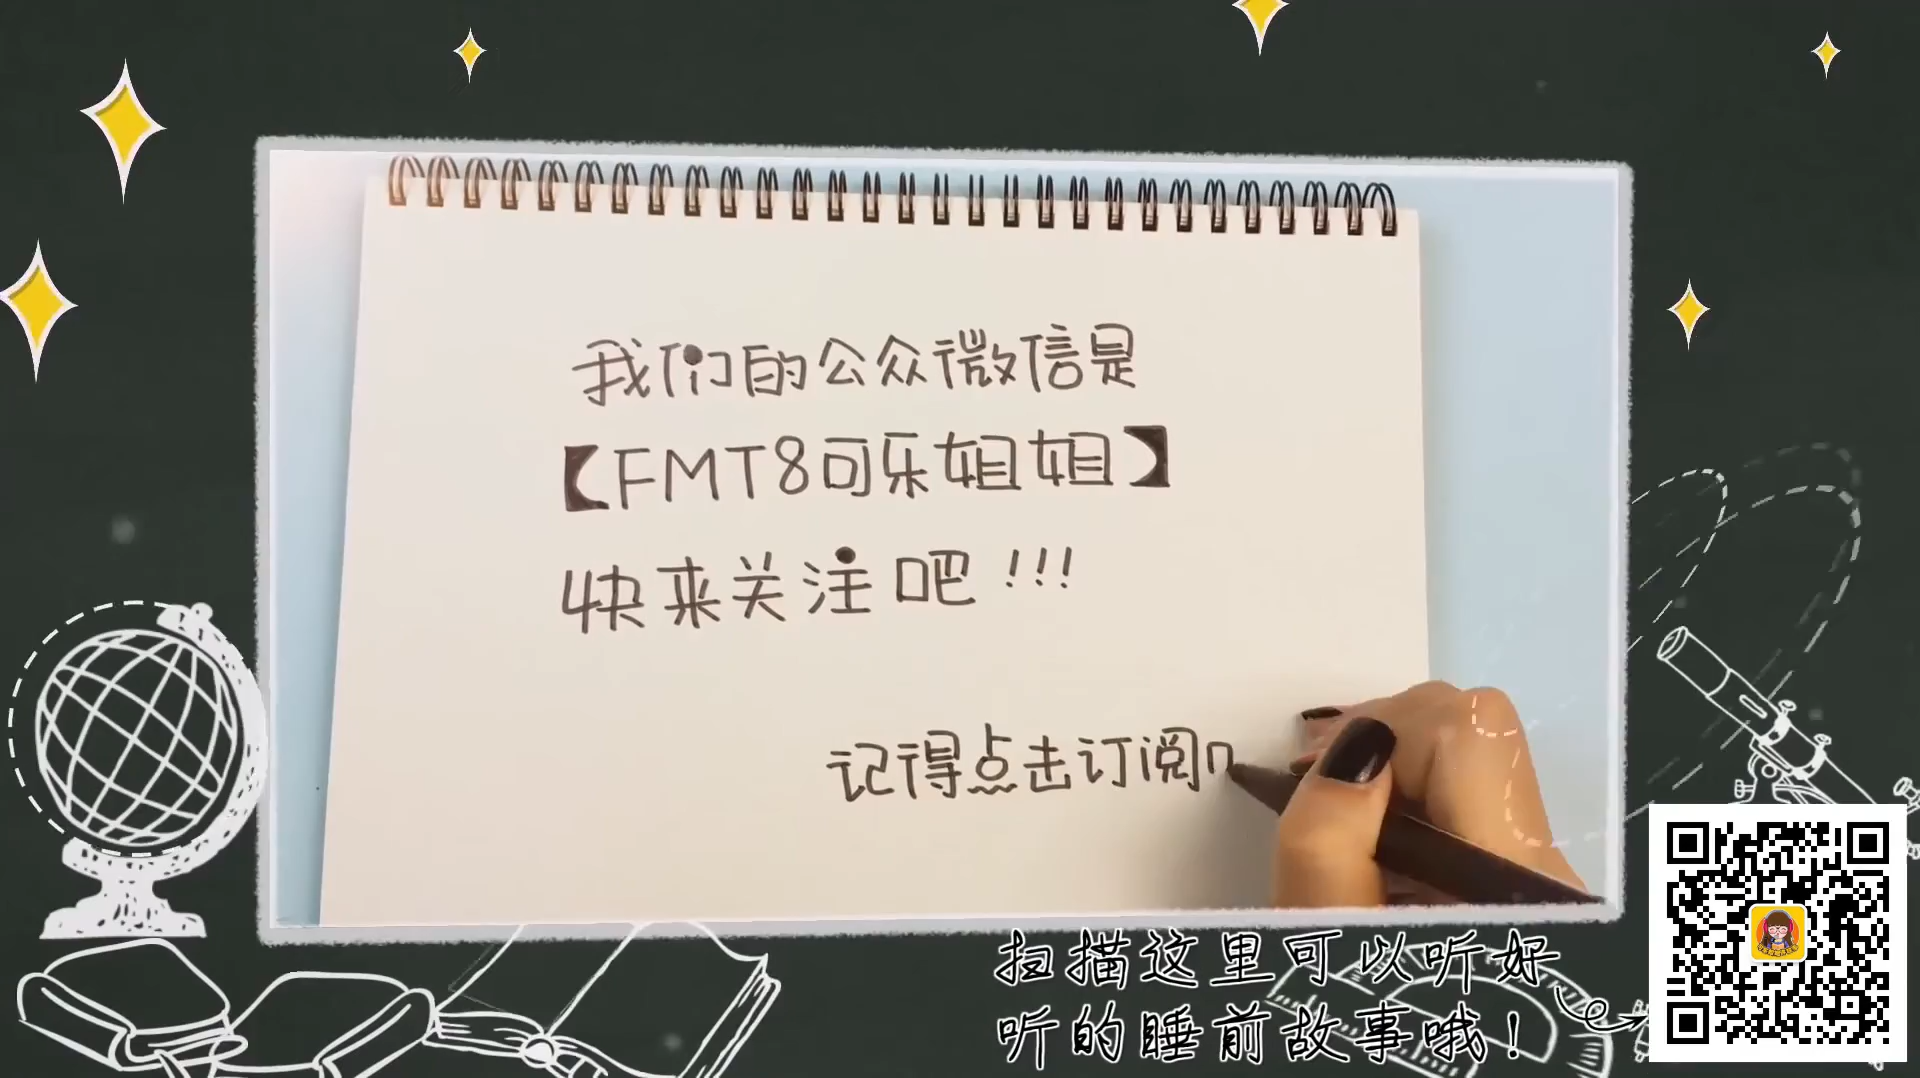 我们的公众微信是
【FMT8可乐姐姐】
快来关注吧!!!
记得点击订阅
扫描这里可以听好
听的睡前故事哦!